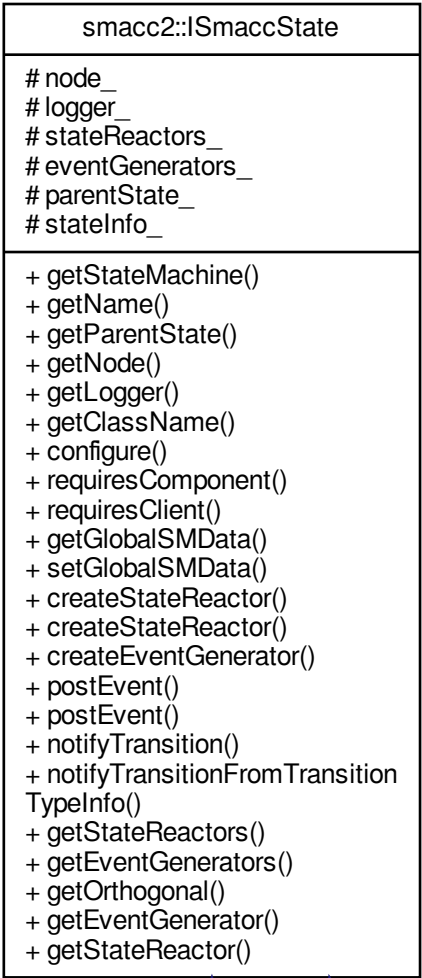 smacc2::ISmaccState
# node_
# logger_
# stateReactors_
# eventGenerators_
# parentState_
# stateInfo_
+ getStateMachine()
+ getName()
+ getParentState()
+ getNode()
+ getLogger()
+ getClassName()
+ configure()
+ requiresComponent()
+ requiresClient()
+ getGlobalSMData()
+ setGlobalSMData()
+ createStateReactor()
+ createStateReactor()
+ createEventGenerator()
+ postEvent()
+ postEvent()
+ notifyTransition()
+ notifyTransitionFromTransition
TypeInfo()
+ getStateReactors()
+ getEventGenerators()
+ getOrthogonal()
+ getEventGenerator()
+ getStateReactor()